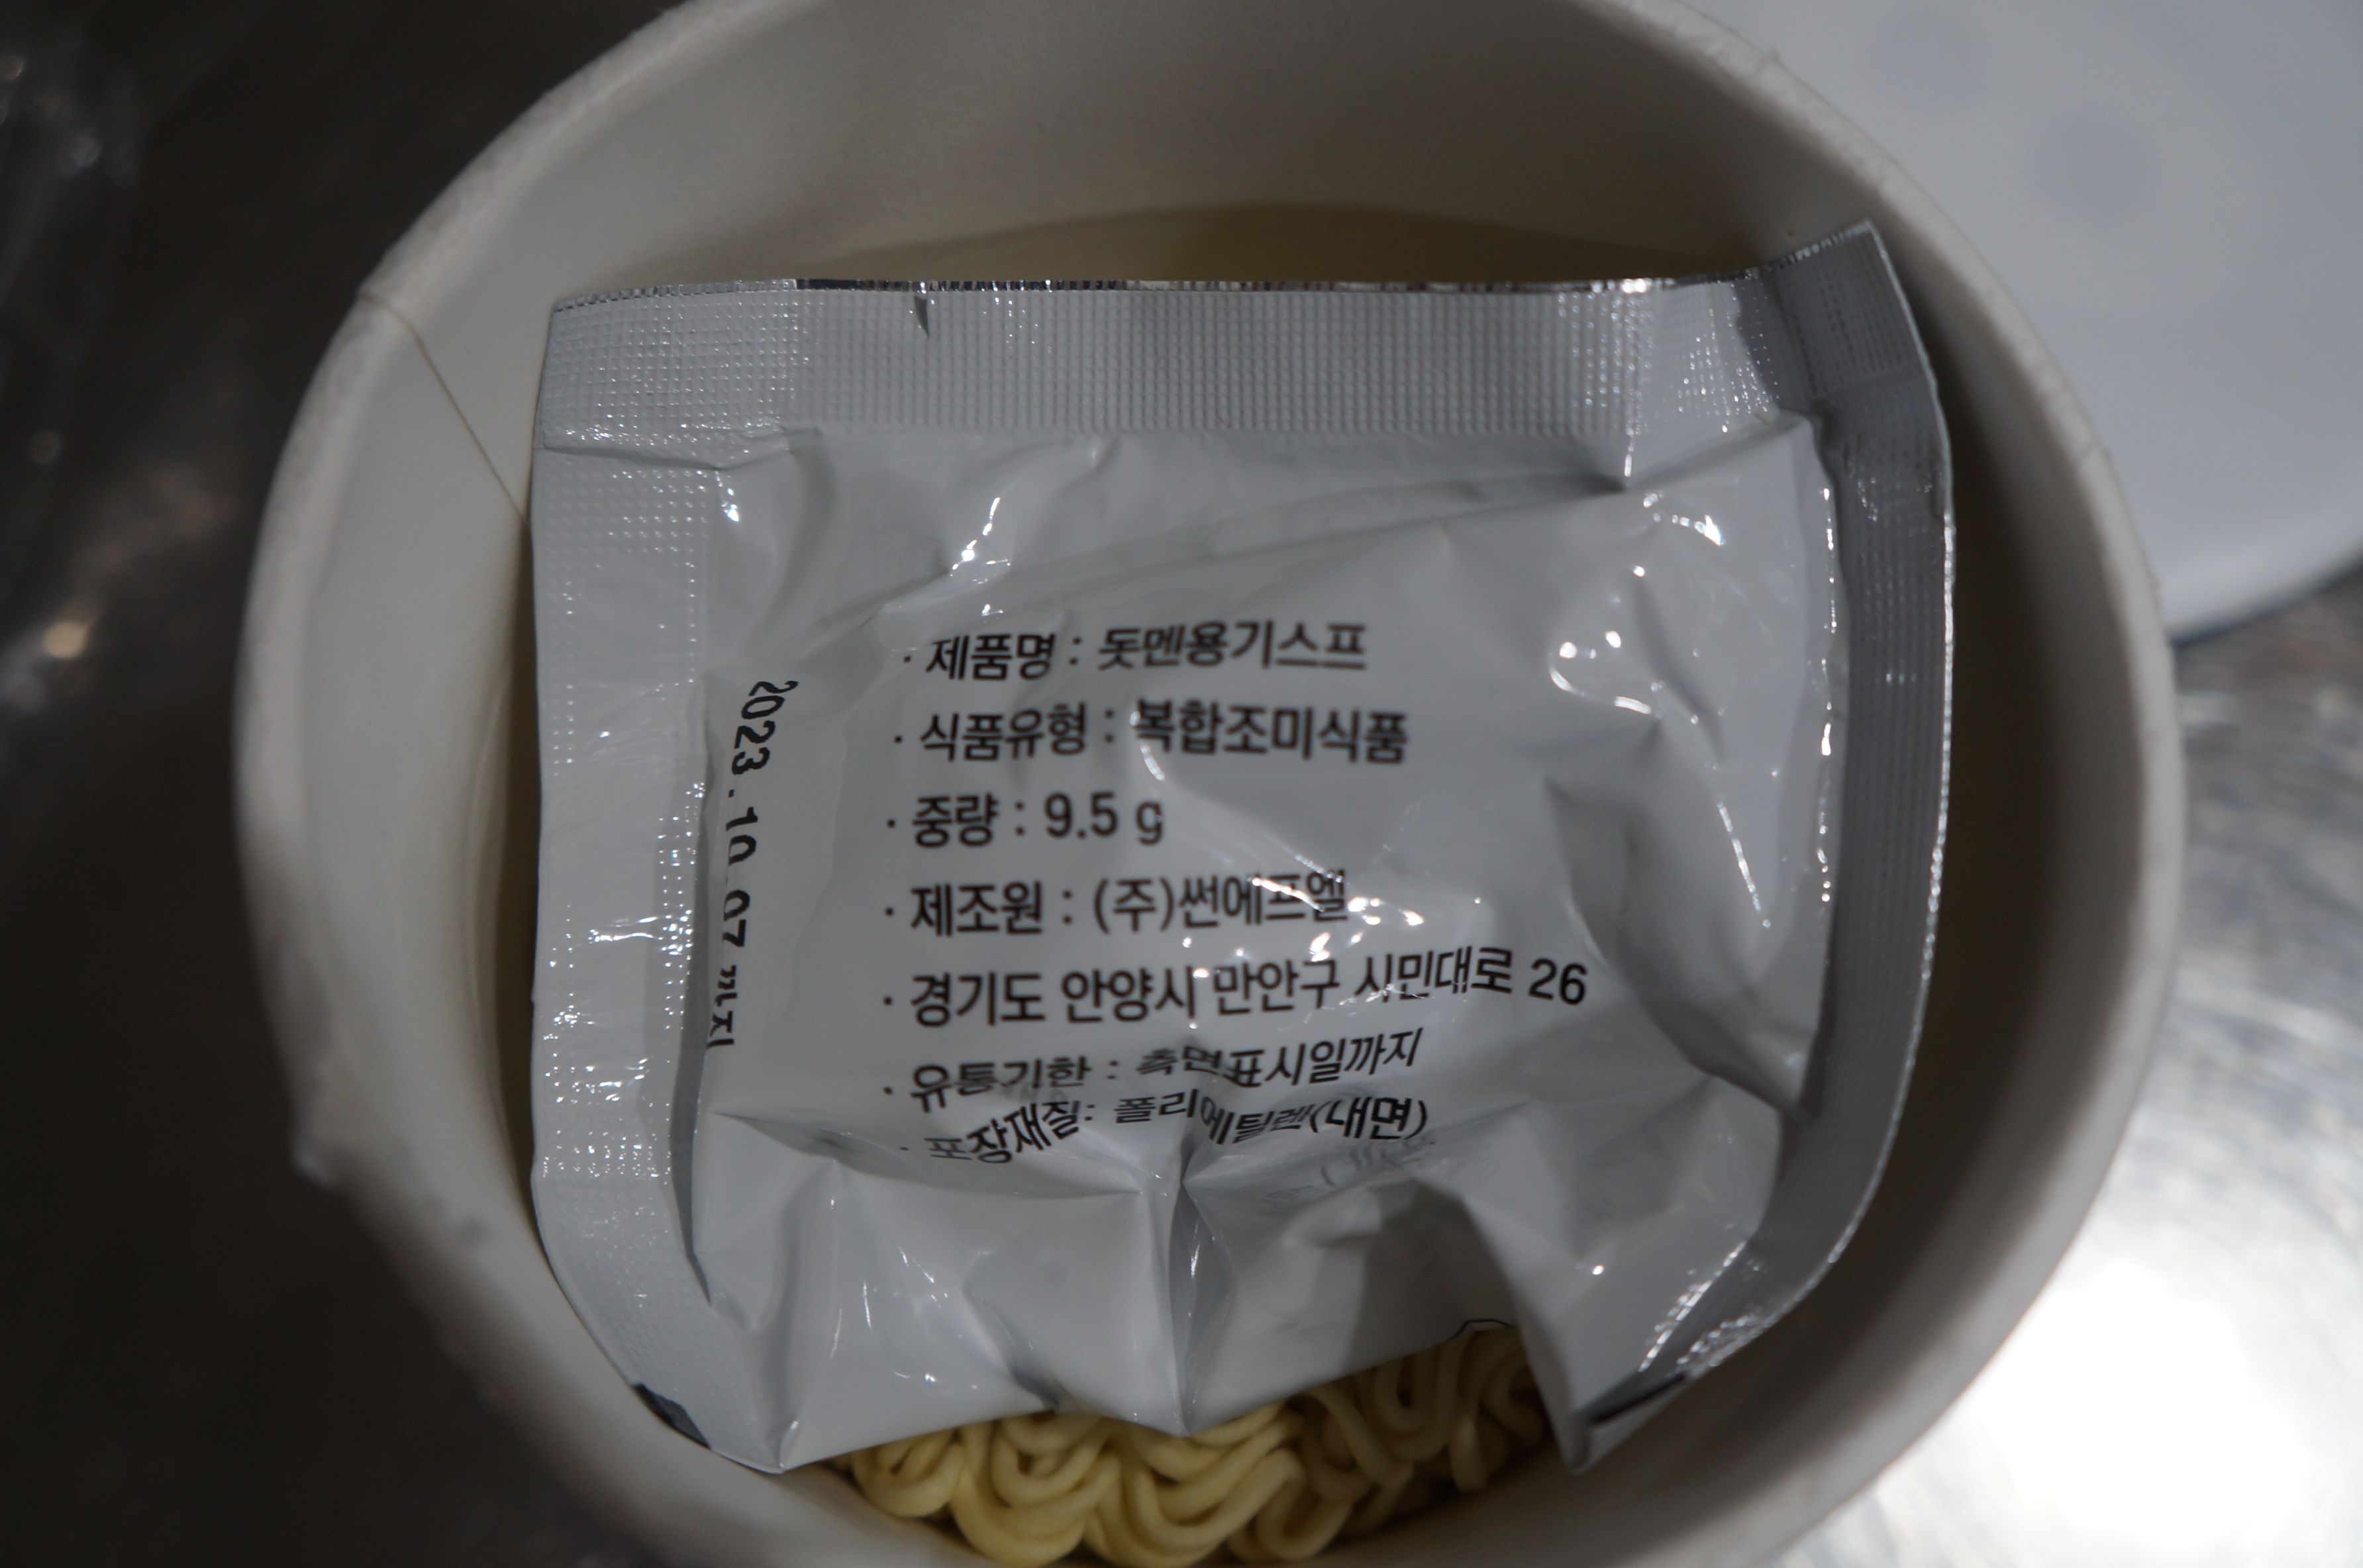 · 제품명 : 돗멘용기스프
· 식품유형 : 복합조미식품
· 중량 : 9.5 g
· 제조원 : (주)썬에프엘
· 경기도 안양시 만안구 시민대로 26
· 유통기한 : 측면표시일까지
· 포장재질: 폴리에틸렌(내면)
2023.10.07 까지